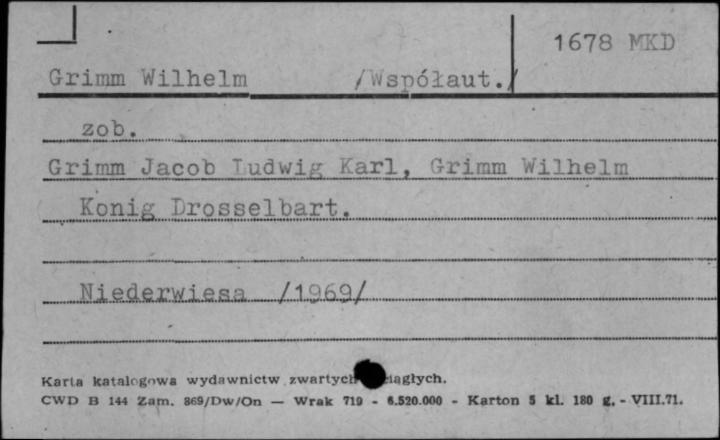 1678 MKD
Grimm Wilhelm /Współaut./
zob.
Grimm Jacob Ludwig Karl, Grimm Wilhelm
Konig Drosselbart.
Niederwiesa /1969/
Karta katalogowa wydawnictw zwartych ciągłych.
CWD B 144 Zam. 869/Dw/On — Wrak 719 - 6.520.000 - Karton 5 kl. 180 g. - VIII.71.